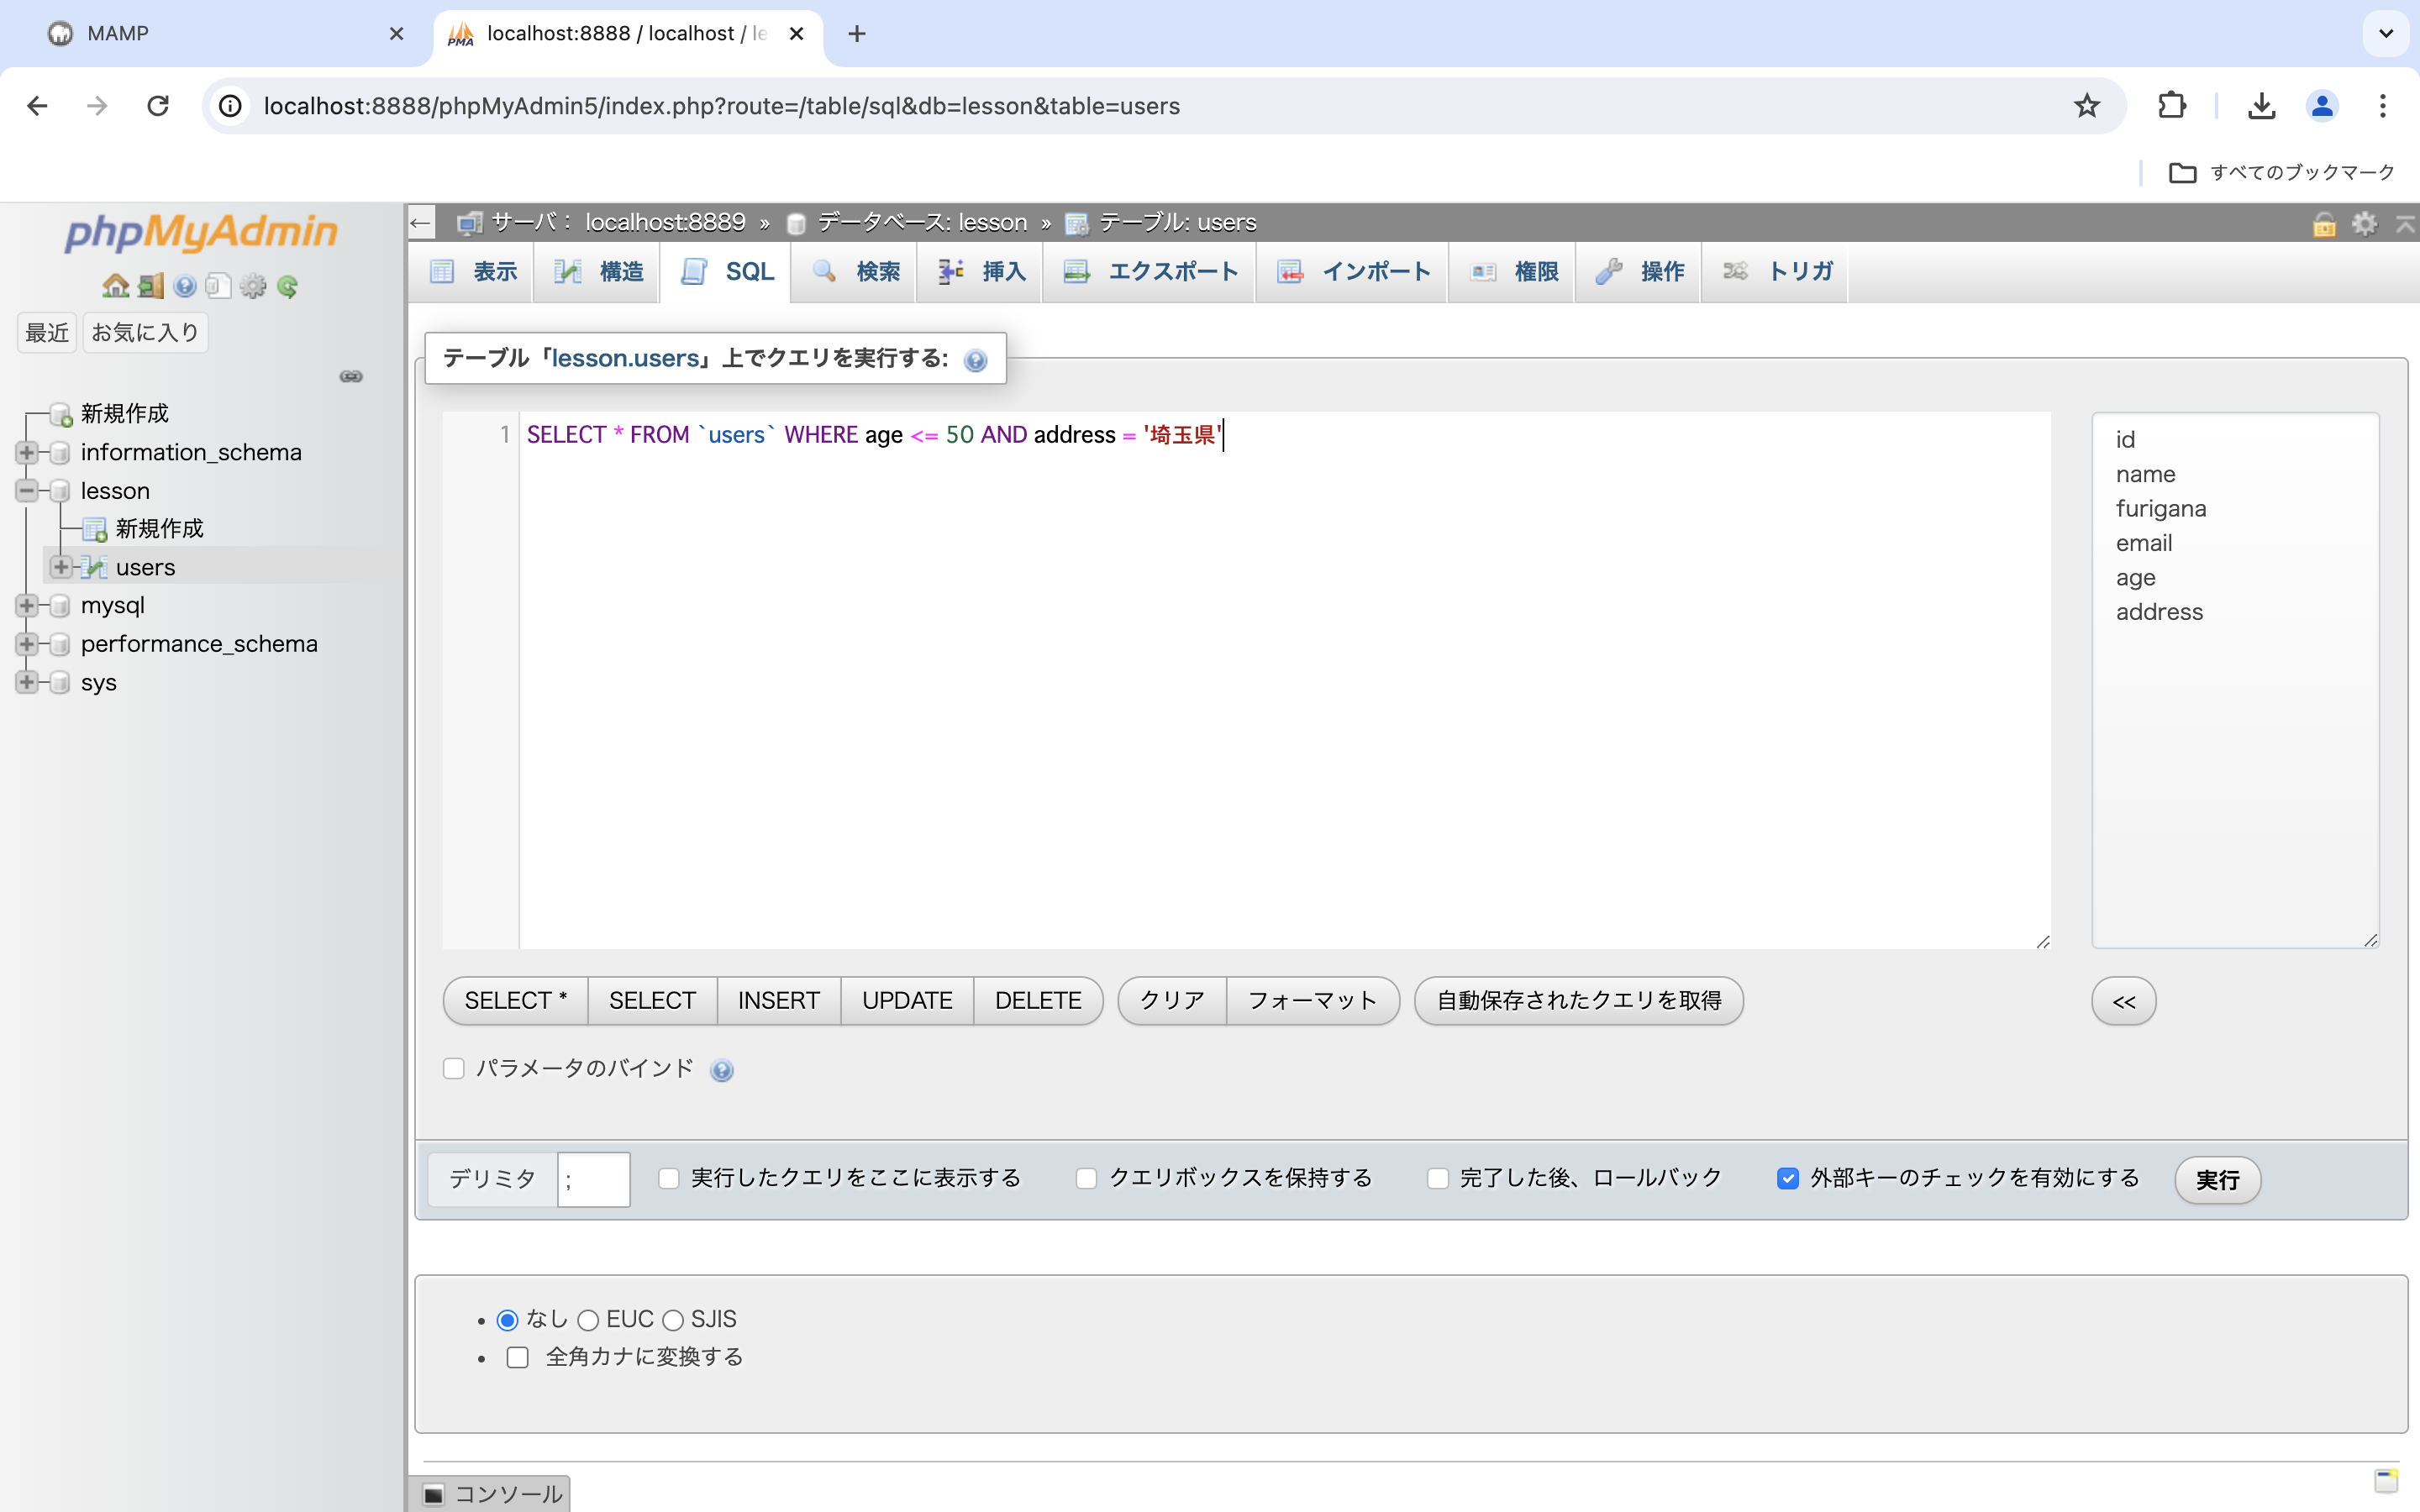 MAMP
localhost:8888 / localhost / le
localhost:8888/phpMyAdmin5/index.php?route=/table/sql&db=lesson&table=users
すべてのブックマーク
phpMyAdmin
最近 お気に入り
新規作成
information_schema
lesson
新規作成
users
mysql
performance_schema
sys
サーバ： localhost:8889 » データベース: lesson » テーブル: users
表示 構造 SQL 検索 挿入 エクスポート インポート 権限 操作 トリガ
テーブル「lesson.users」上でクエリを実行する:
1 SELECT * FROM `users` WHERE age <= 50 AND address = '埼玉県'
id
name
furigana
email
age
address
SELECT * SELECT INSERT UPDATE DELETE クリア フォーマット 自動保存されたクエリを取得 <<
パラメータのバインド
デリミタ ; 実行したクエリをここに表示する クエリボックスを保持する 完了した後、ロールバック 外部キーのチェックを有効にする 実行
なし EUC SJIS
全角カナに変換する
コンソール